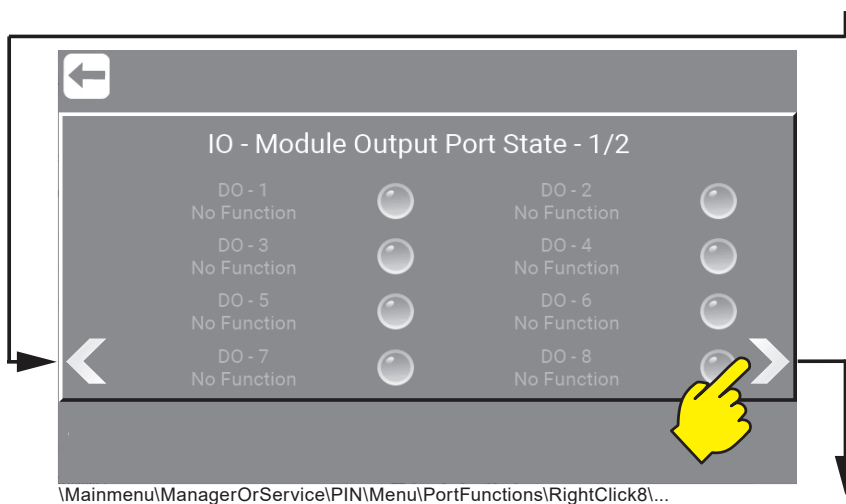 IO - Module Output Port State - 1/2
DO - 1
No Function
DO - 2
No Function
DO - 3
No Function
DO - 4
No Function
DO - 5
No Function
DO - 6
No Function
DO - 7
No Function
DO - 8
No Function
\Mainmenu\ManagerOrService\PIN\Menu\PortFunctions\RightClick8\...